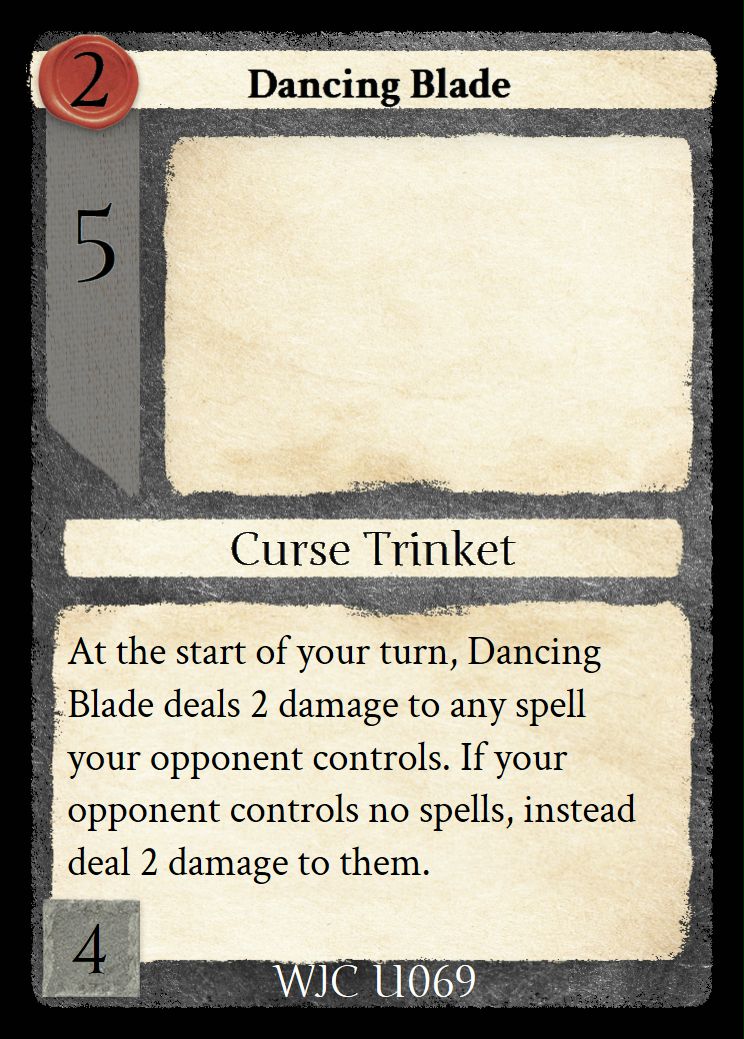 2
Dancing Blade
5
Curse Trinket
At the start of your turn, Dancing
Blade deals 2 damage to any spell
your opponent controls. If your
opponent controls no spells, instead
deal 2 damage to them.
4
WJC U069